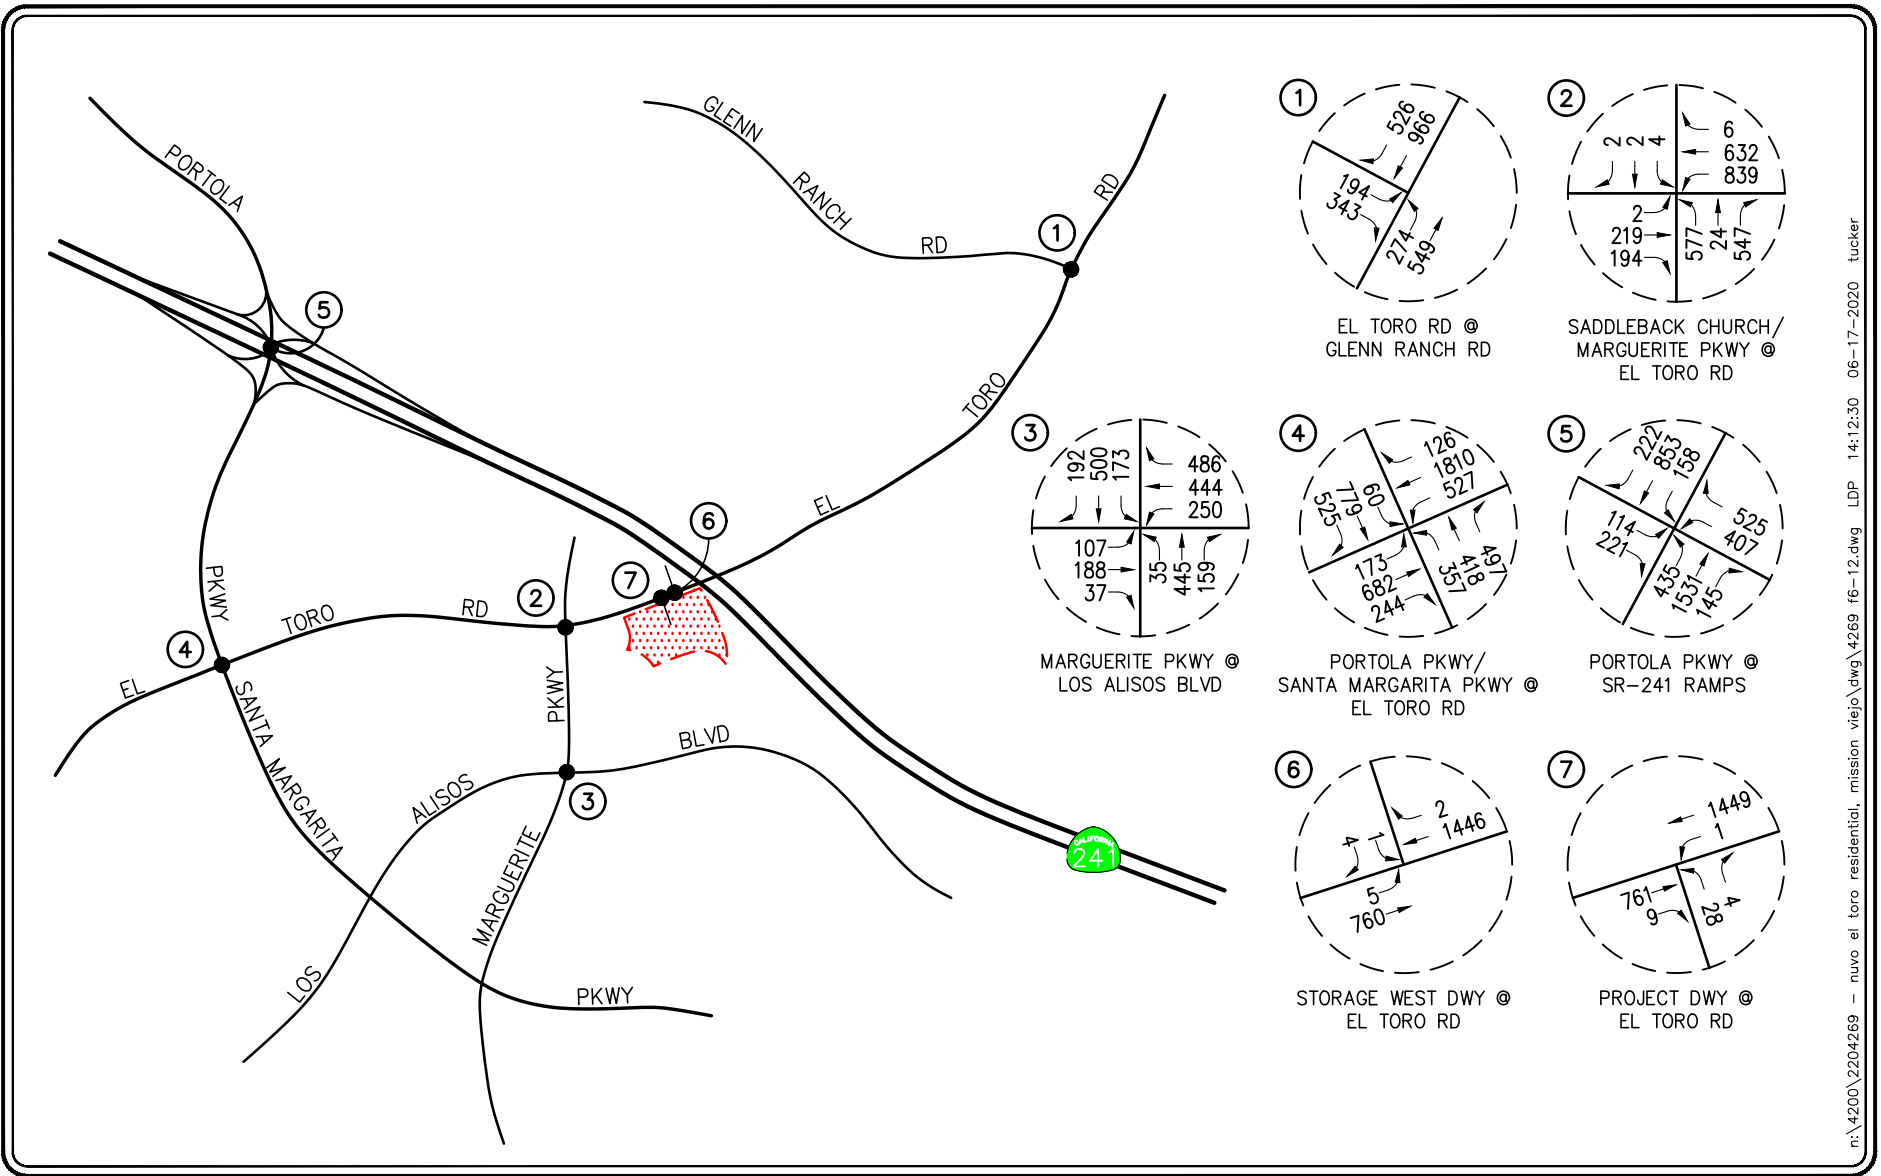 PORTOLA
PKWY
GLENN
RANCH
RD
RD
TORO
EL
1
5
6
7
2
4
3
RD
TORO
EL
PKWY
SANTA
MARGARITA
PKWY
BLVD
ALISOS
LOS
MARGUERITE
CALIFORNIA
241
1
526
966
194
343
274
549
EL TORO RD @
GLENN RANCH RD
2
2
2
4
6
632
839
2
219
194
577
24
547
SADDLEBACK CHURCH/
MARGUERITE PKWY @
EL TORO RD
3
192
500
173
486
444
250
107
188
37
35
445
159
MARGUERITE PKWY @
LOS ALISOS BLVD
4
126
1810
527
60
779
525
173
682
244
357
418
497
PORTOLA PKWY/
SANTA MARGARITA PKWY @
EL TORO RD
5
222
853
158
525
407
114
221
435
1531
145
PORTOLA PKWY @
SR-241 RAMPS
6
2
1446
4
1
5
760
STORAGE WEST DWY @
EL TORO RD
7
1449
1
761
9
28
4
PROJECT DWY @
EL TORO RD
n:\4200\2204269 - nuvo el toro residential, mission viejo\dwg\4269 f6-12.dwg LDP 14:12:30 06-17-2020 tucker